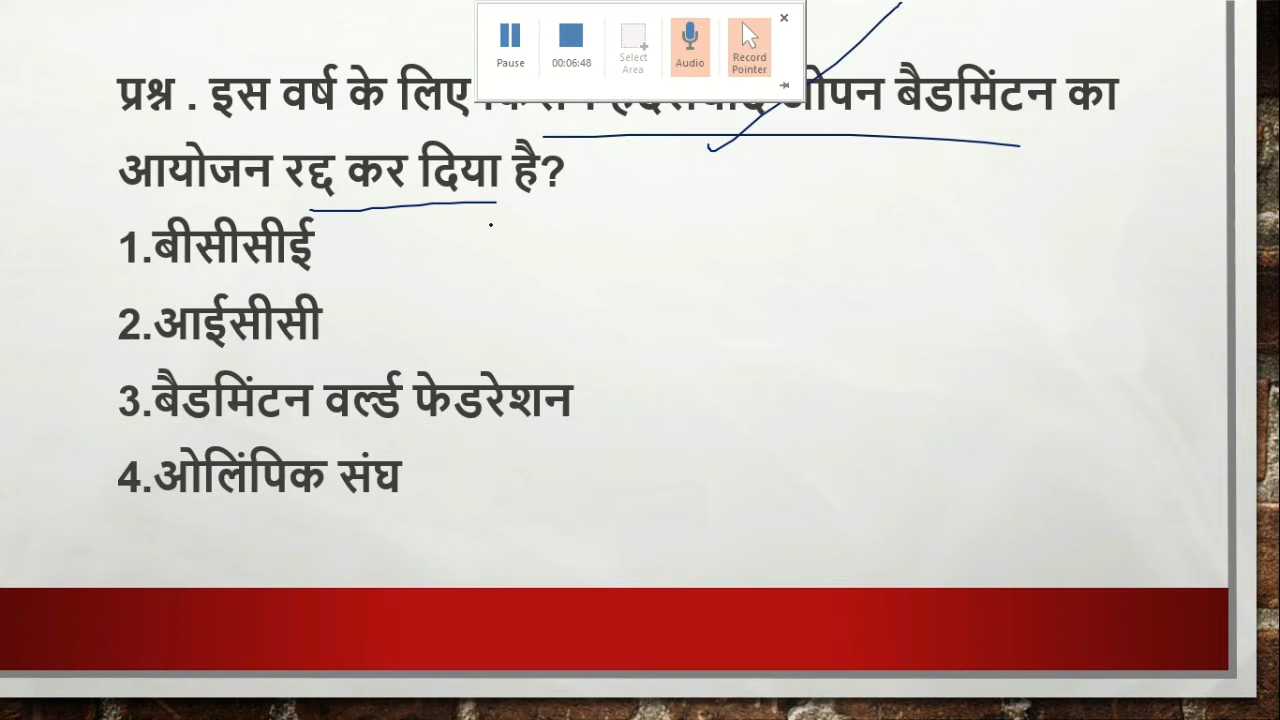 Pause
00:06:48
Select Area
Audio
Record Pointer
प्रश्न . इस वर्ष के लिए ओपन बैडमिंटन का
आयोजन रद्द कर दिया है?
1.बीसीसीई
2.आईसीसी
3.बैडमिंटन वर्ल्ड फेडरेशन
4.ओलिंपिक संघ